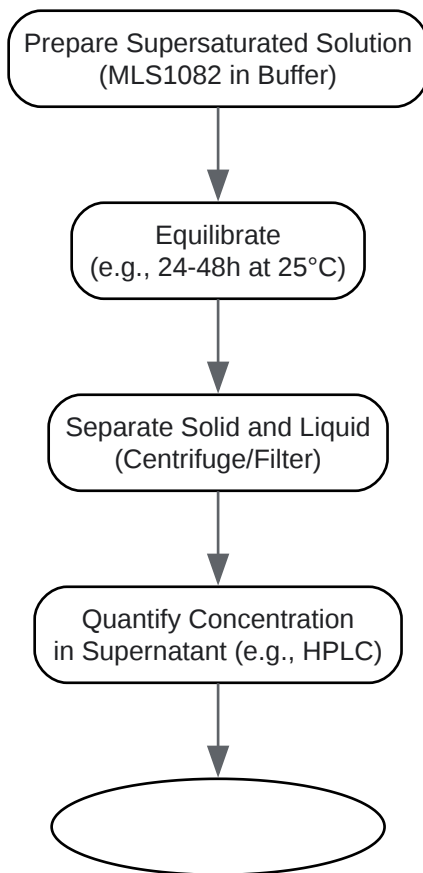 Prepare Supersaturated Solution
(MLS1082 in Buffer)
Equilibrate
(e.g., 24-48h at 25°C)
Separate Solid and Liquid
(Centrifuge/Filter)
Quantify Concentration
in Supernatant (e.g., HPLC)